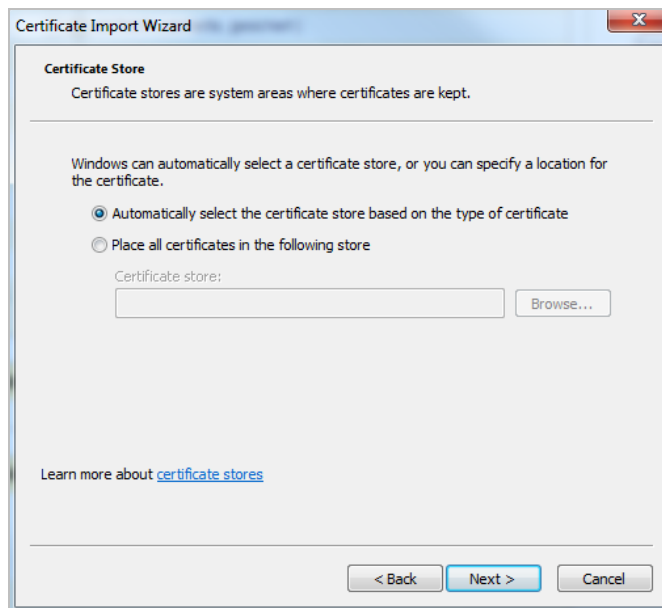 Certificate Import Wizard
Certificate Store
Certificate stores are system areas where certificates are kept.
Windows can automatically select a certificate store, or you can specify a location for
the certificate.
Automatically select the certificate store based on the type of certificate
Place all certificates in the following store
Certificate store:
Browse...
Learn more about certificate stores
< Back
Next >
Cancel